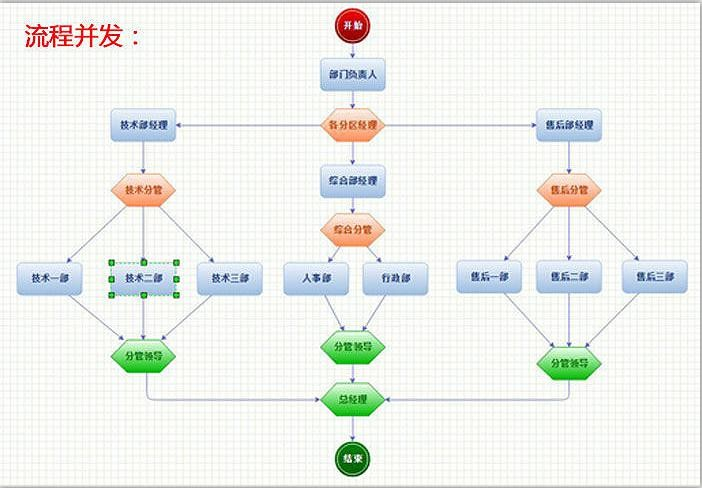 流程并发：
开始
部门负责人
技术部经理
各分区经理
售后部经理
综合部经理
技术分管
售后分管
综合分管
技术一部
技术二部
技术三部
人事部
行政部
售后一部
售后二部
售后三部
分管领导
分管领导
分管领导
总经理
结束